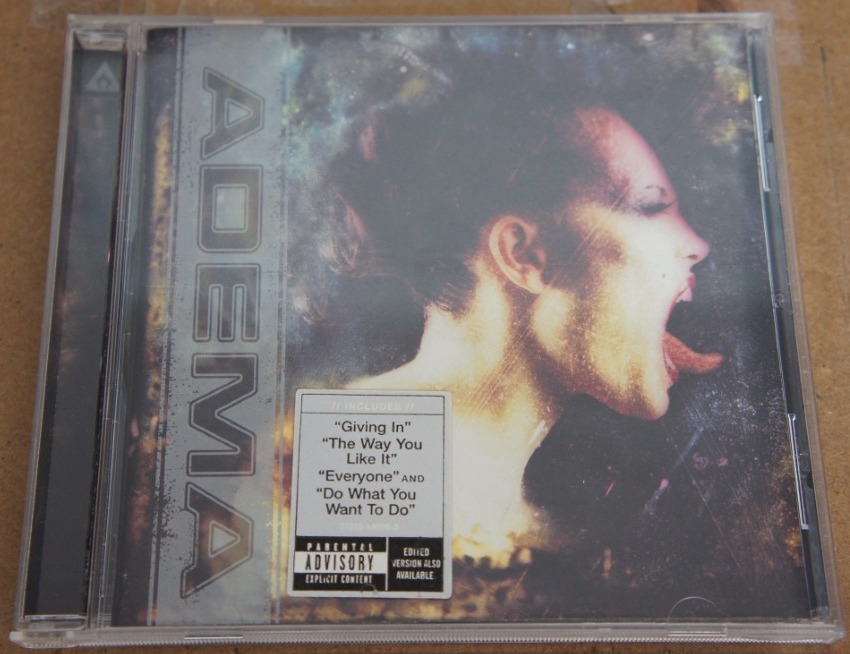 ADEMA
// INCLUDED //
"Giving In"
"The Way You
Like It"
"Everyone" AND
"Do What You
Want To Do"
PARENTAL
ADVISORY
EXPLICIT CONTENT
EDITED
VERSION ALSO
AVAILABLE